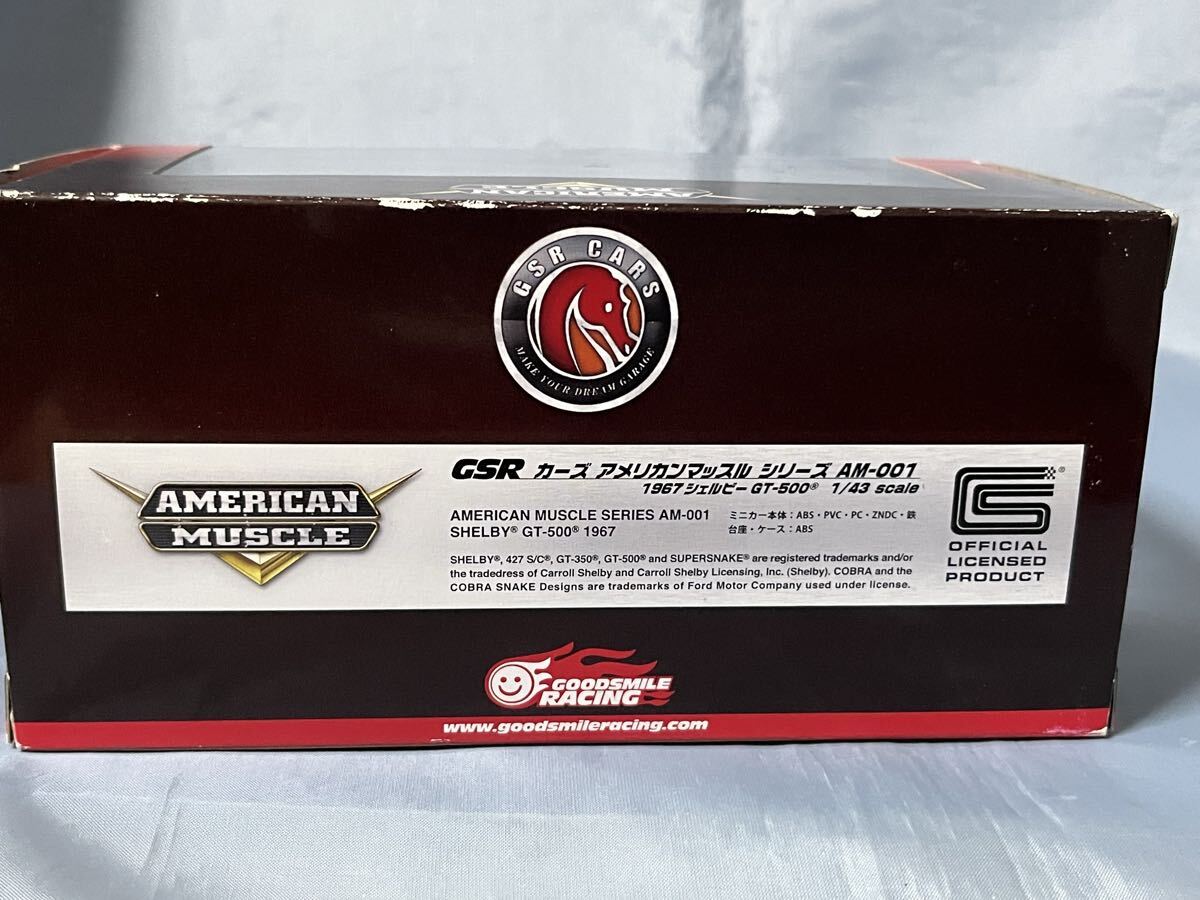 AMERICAN
MUSCLE
GSR CARS
MAKE YOUR DREAM GARAGE
AMERICAN
MUSCLE
GSR カーズ アメリカンマッスル シリーズ AM-001
1967 シェルビー GT-500® 1/43 scale
AMERICAN MUSCLE SERIES AM-001
SHELBY® GT-500® 1967
ミニカー本体：ABS・PVC・PC・ZNDC・鉄
台座・ケース：ABS
SHELBY®, 427 S/C®, GT-350®, GT-500® and SUPERSNAKE® are registered trademarks and/or
the tradedress of Carroll Shelby and Carroll Shelby Licensing, Inc. (Shelby). COBRA and the
COBRA SNAKE Designs are trademarks of Ford Motor Company used under license.
CS®
OFFICIAL
LICENSED
PRODUCT
GOODSMILE
RACING
www.goodsmileracing.com